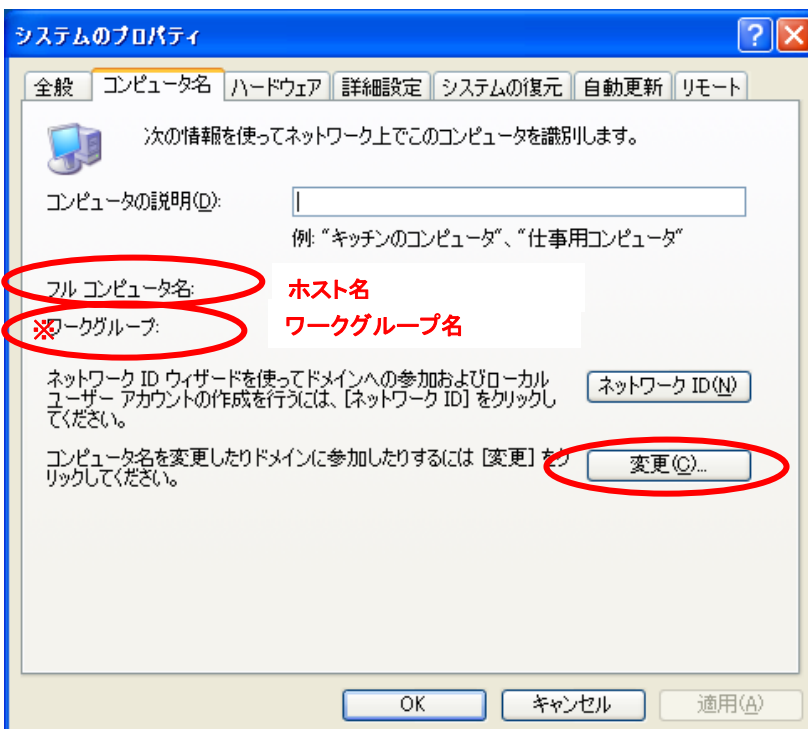 システムのプロパティ
全般 コンピュータ名 ハードウェア 詳細設定 システムの復元 自動更新 リモート
次の情報を使ってネットワーク上でこのコンピュータを識別します。
コンピュータの説明(D):
例: "キッチンのコンピュータ"、"仕事用コンピュータ"
フル コンピュータ名: ホスト名
※ワークグループ: ワークグループ名
ネットワーク ID ウィザードを使ってドメインへの参加およびローカル
ユーザー アカウントの作成を行うには、[ネットワーク ID] をクリックし
てください。
ネットワーク ID(N)
コンピュータ名を変更したりドメインに参加したりするには [変更] をク
リックしてください。
変更(C)...
OK キャンセル 適用(A)